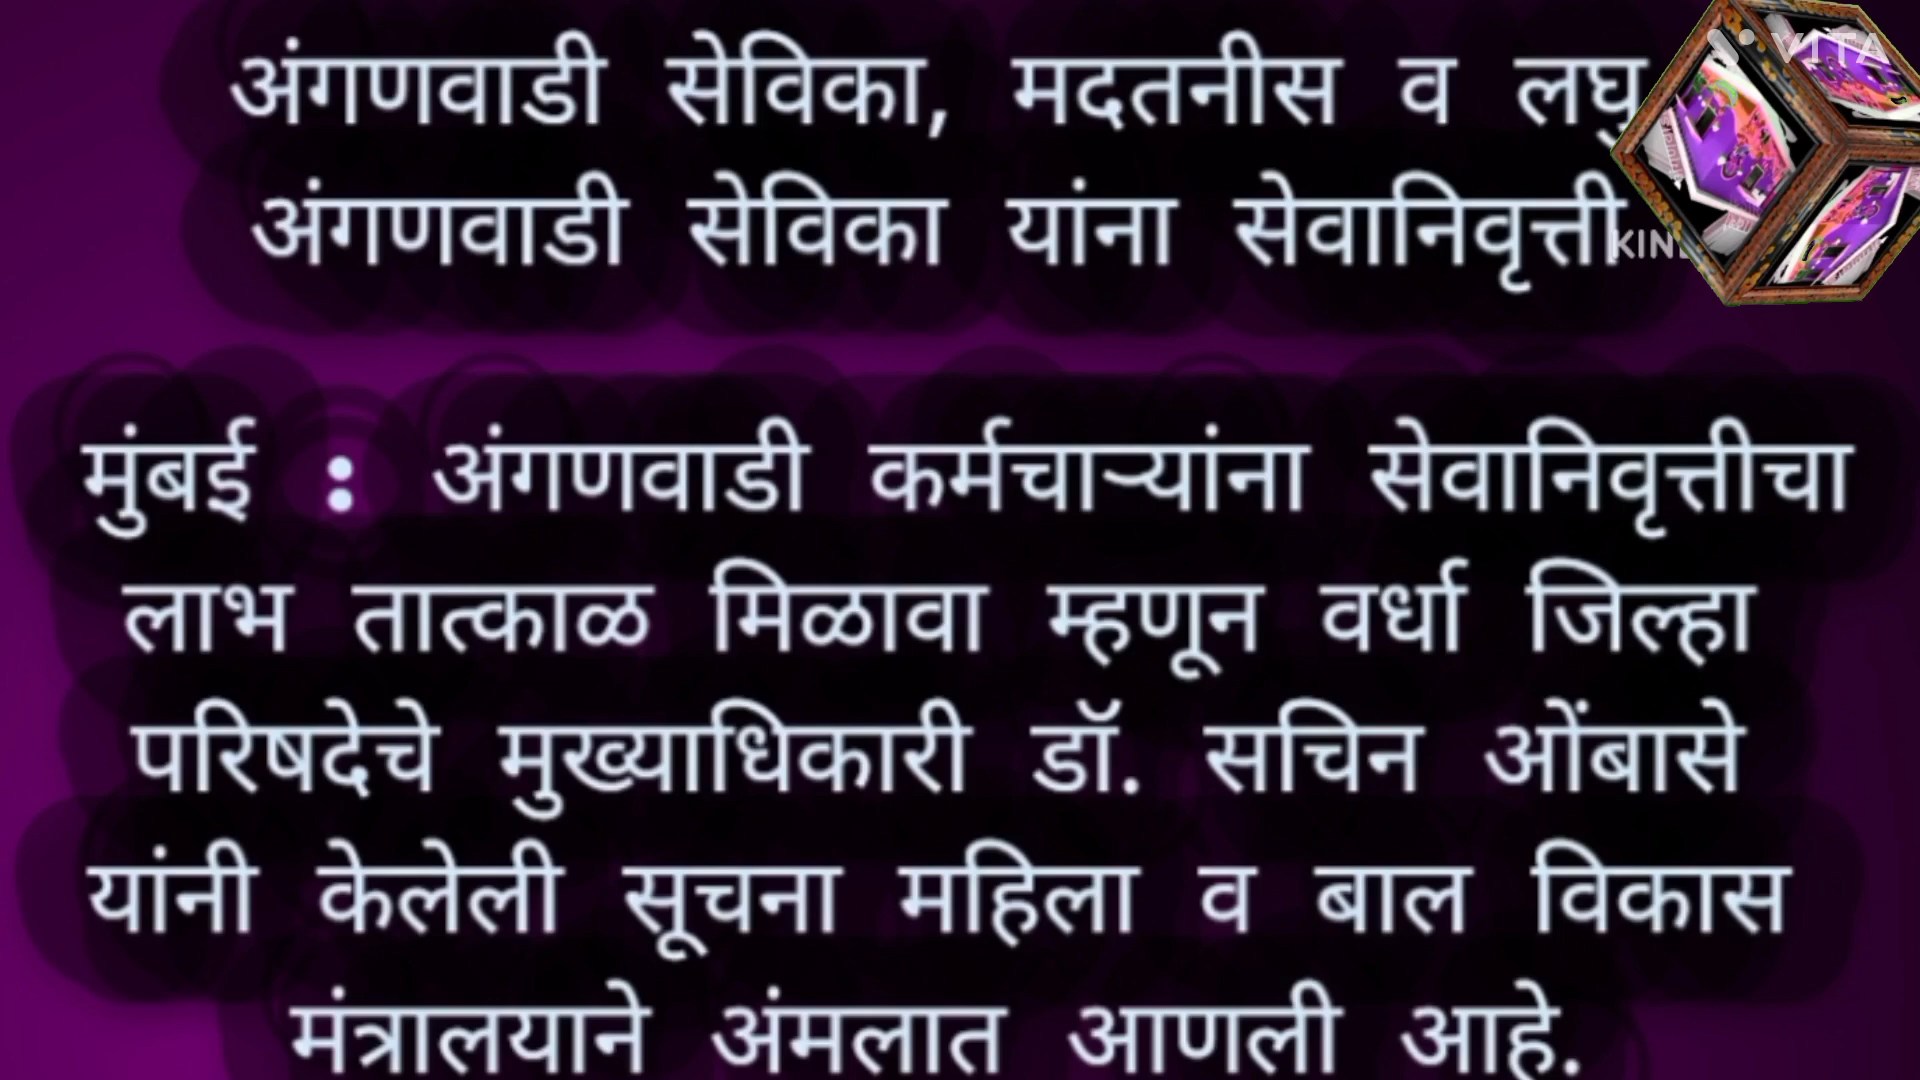 अंगणवाडी सेविका, मदतनीस व लघु
VITA
अंगणवाडी सेविका यांना सेवानिवृत्ती
मुंबई : अंगणवाडी कर्मचाऱ्यांना सेवानिवृत्तीचा
लाभ तात्काळ मिळावा म्हणून वर्धा जिल्हा
परिषदेचे मुख्याधिकारी डॉ. सचिन ओंबासे
यांनी केलेली सूचना महिला व बाल विकास
मंत्रालयाने अंमलात आणली आहे.